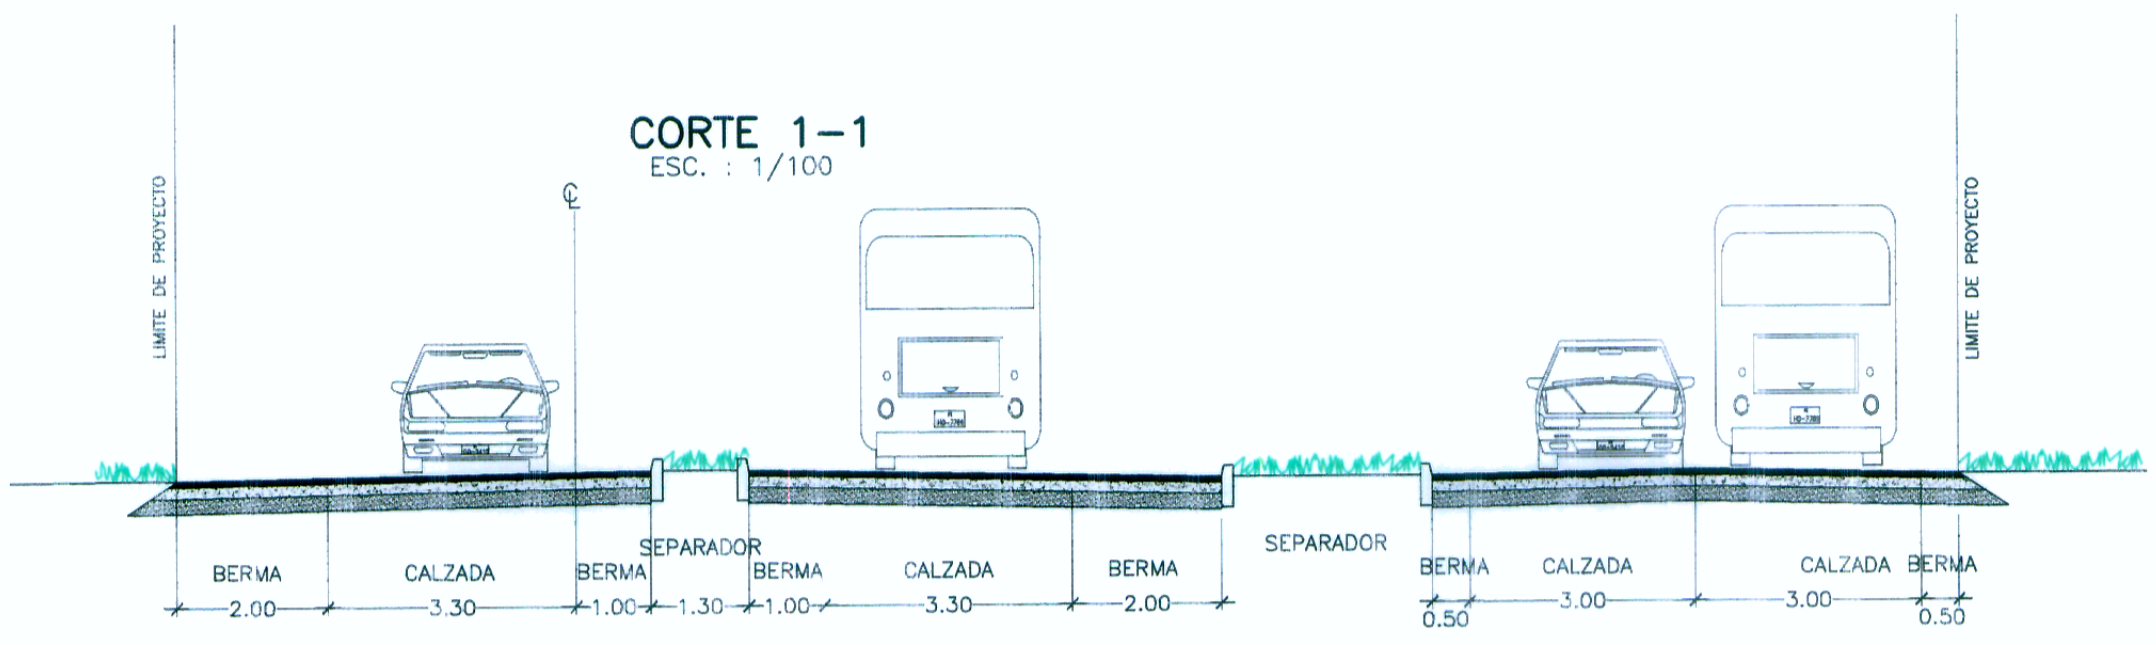 CORTE 1-1
ESC. : 1/100
LIMITE DE PROYECTO
℄
LIMITE DE PROYECTO
BERMA CALZADA BERMA SEPARADOR BERMA CALZADA BERMA SEPARADOR BERMA CALZADA CALZADA BERMA
2.00 3.30 1.00 1.30 1.00 3.30 2.00 0.50 3.00 3.00 0.50